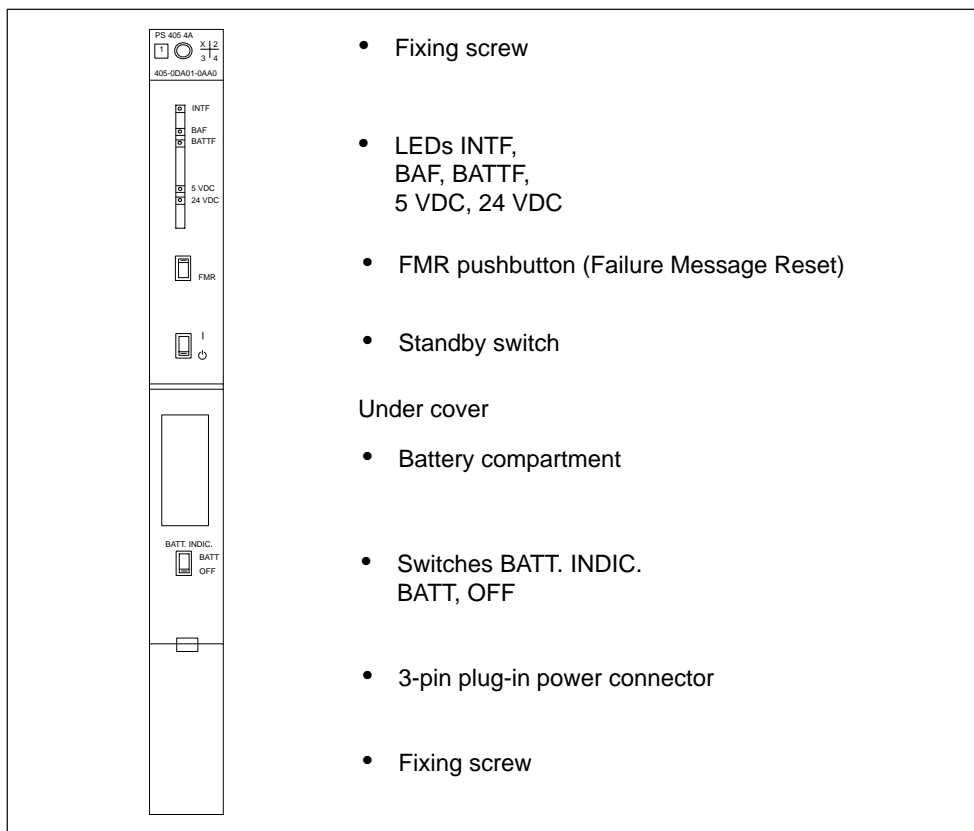 PS 405 4A
1
X 2
3 4
405-0DA01-0AA0
• Fixing screw
INTF
BAF
BATTF
5 VDC
24 VDC
• LEDs INTF,
BAF, BATTF,
5 VDC, 24 VDC
FMR
• FMR pushbutton (Failure Message Reset)
I
• Standby switch
Under cover
• Battery compartment
BATT. INDIC.
BATT
OFF
• Switches BATT. INDIC.
BATT, OFF
• 3-pin plug-in power connector
• Fixing screw